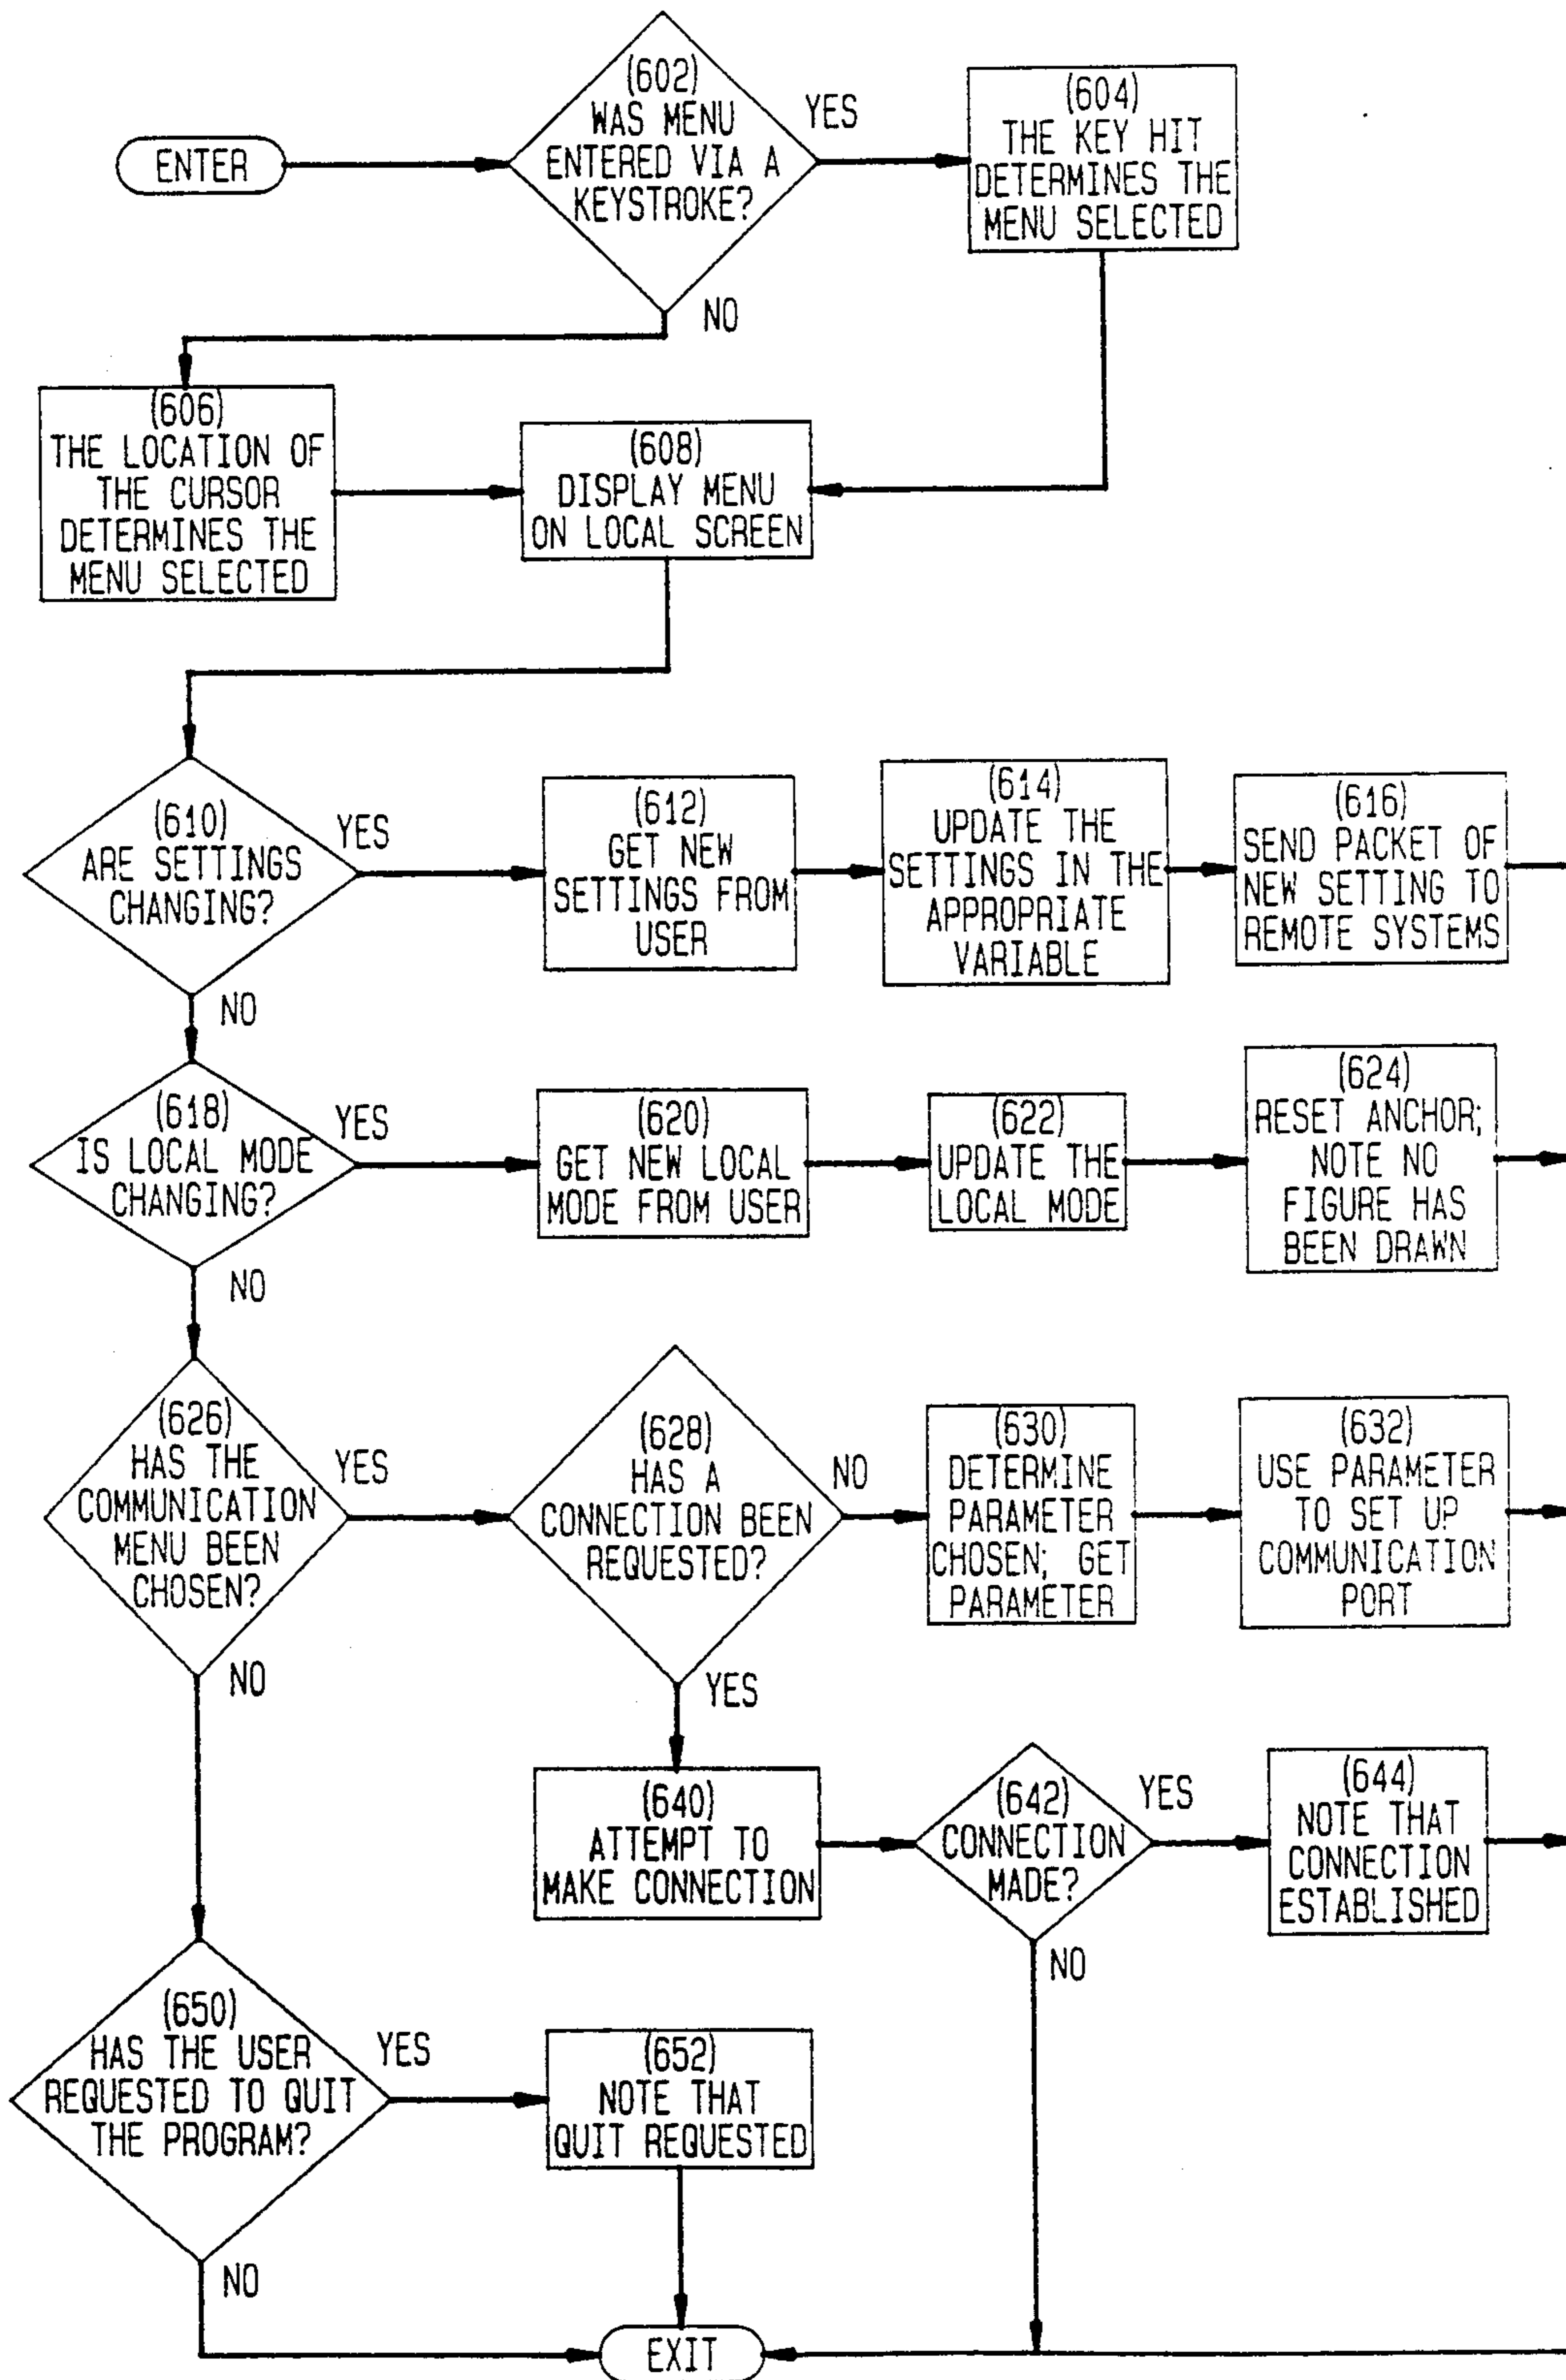 ENTER
(602)
WAS MENU
ENTERED VIA A
KEYSTROKE?
YES
NO
(604)
THE KEY HIT
DETERMINES THE
MENU SELECTED
(606)
THE LOCATION OF
THE CURSOR
DETERMINES THE
MENU SELECTED
(608)
DISPLAY MENU
ON LOCAL SCREEN
(610)
ARE SETTINGS
CHANGING?
YES
NO
(612)
GET NEW
SETTINGS FROM
USER
(614)
UPDATE THE
SETTINGS IN THE
APPROPRIATE
VARIABLE
(616)
SEND PACKET OF
NEW SETTING TO
REMOTE SYSTEMS
(618)
IS LOCAL MODE
CHANGING?
YES
NO
(620)
GET NEW LOCAL
MODE FROM USER
(622)
UPDATE THE
LOCAL MODE
(624)
RESET ANCHOR;
NOTE NO
FIGURE HAS
BEEN DRAWN
(626)
HAS THE
COMMUNICATION
MENU BEEN
CHOSEN?
YES
NO
(628)
HAS A
CONNECTION BEEN
REQUESTED?
NO
YES
(630)
DETERMINE
PARAMETER
CHOSEN; GET
PARAMETER
(632)
USE PARAMETER
TO SET UP
COMMUNICATION
PORT
(640)
ATTEMPT TO
MAKE CONNECTION
(642)
CONNECTION
MADE?
YES
NO
(644)
NOTE THAT
CONNECTION
ESTABLISHED
(650)
HAS THE USER
REQUESTED TO QUIT
THE PROGRAM?
YES
NO
(652)
NOTE THAT
QUIT REQUESTED
EXIT